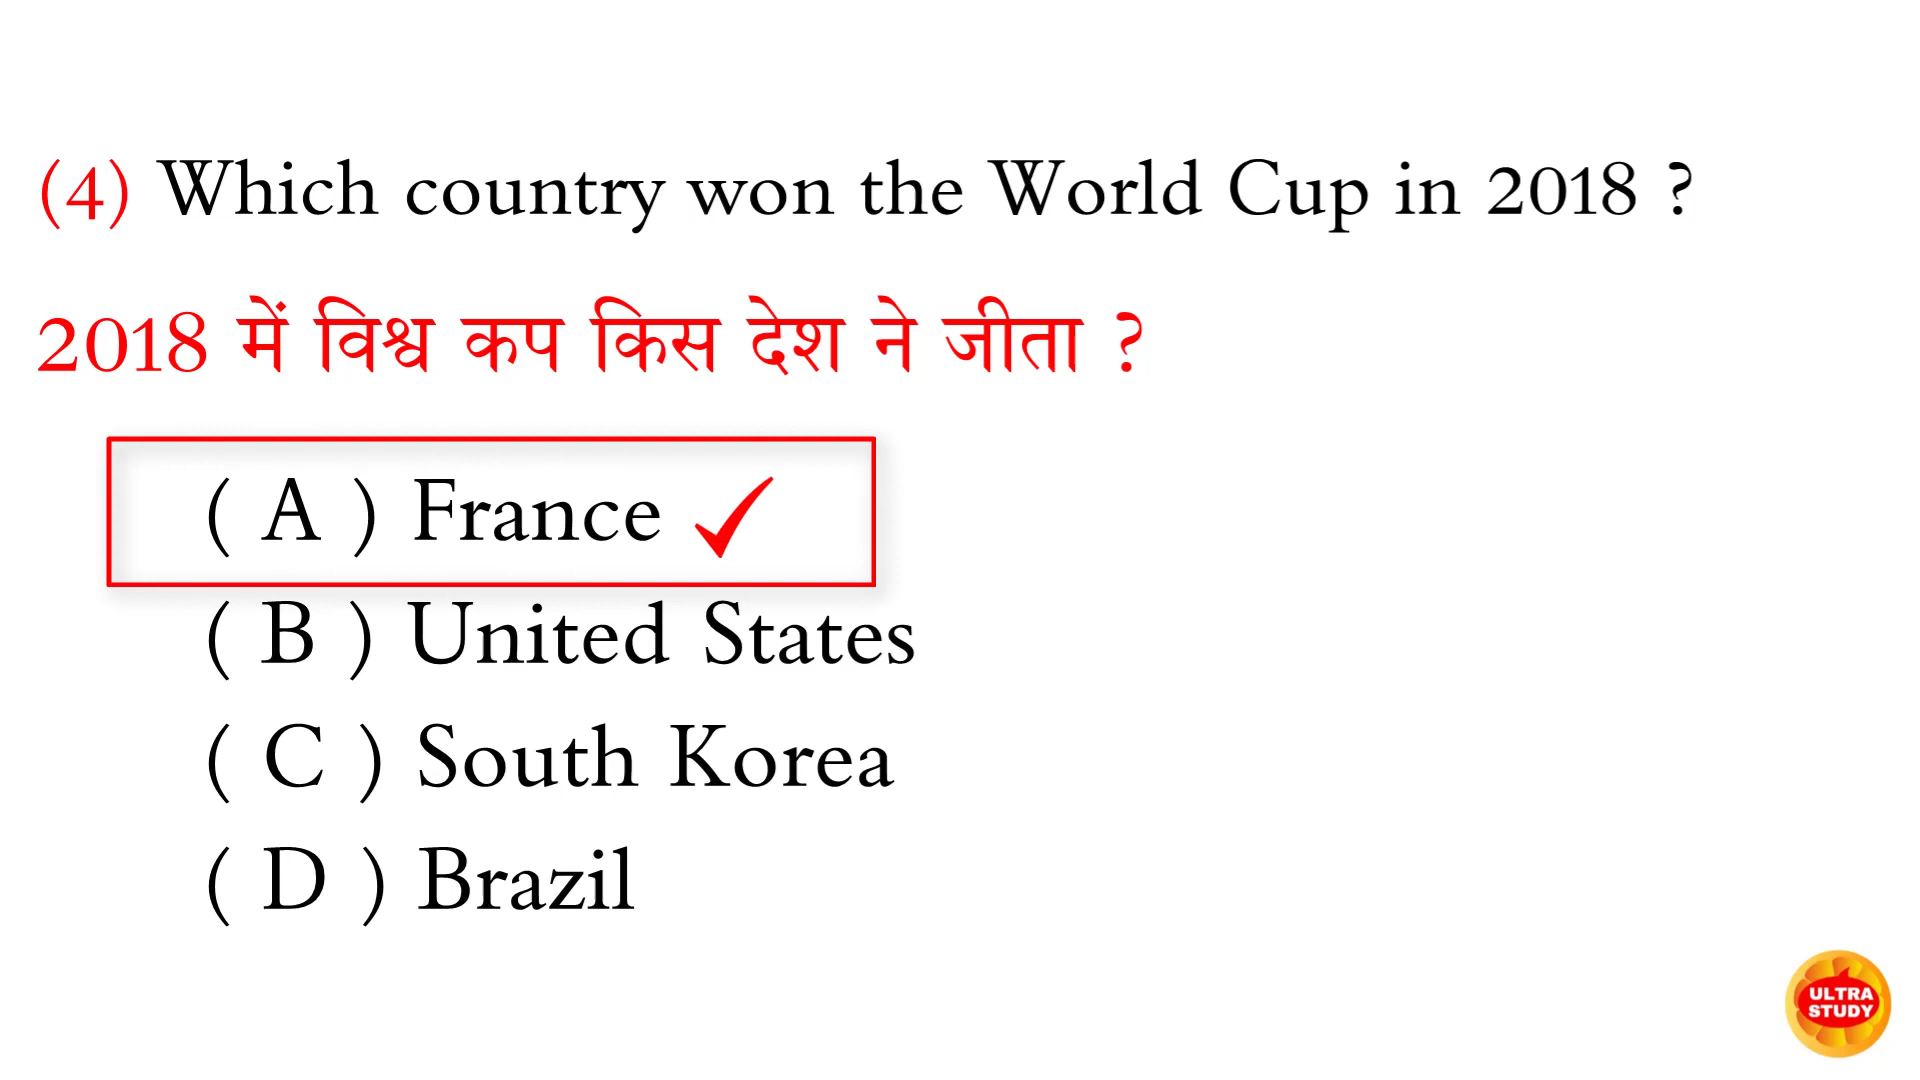 (4) Which country won the World Cup in 2018 ?
2018 में विश्व कप किस देश ने जीता ?
( A ) France ✓
( B ) United States
( C ) South Korea
( D ) Brazil
ULTRA
STUDY